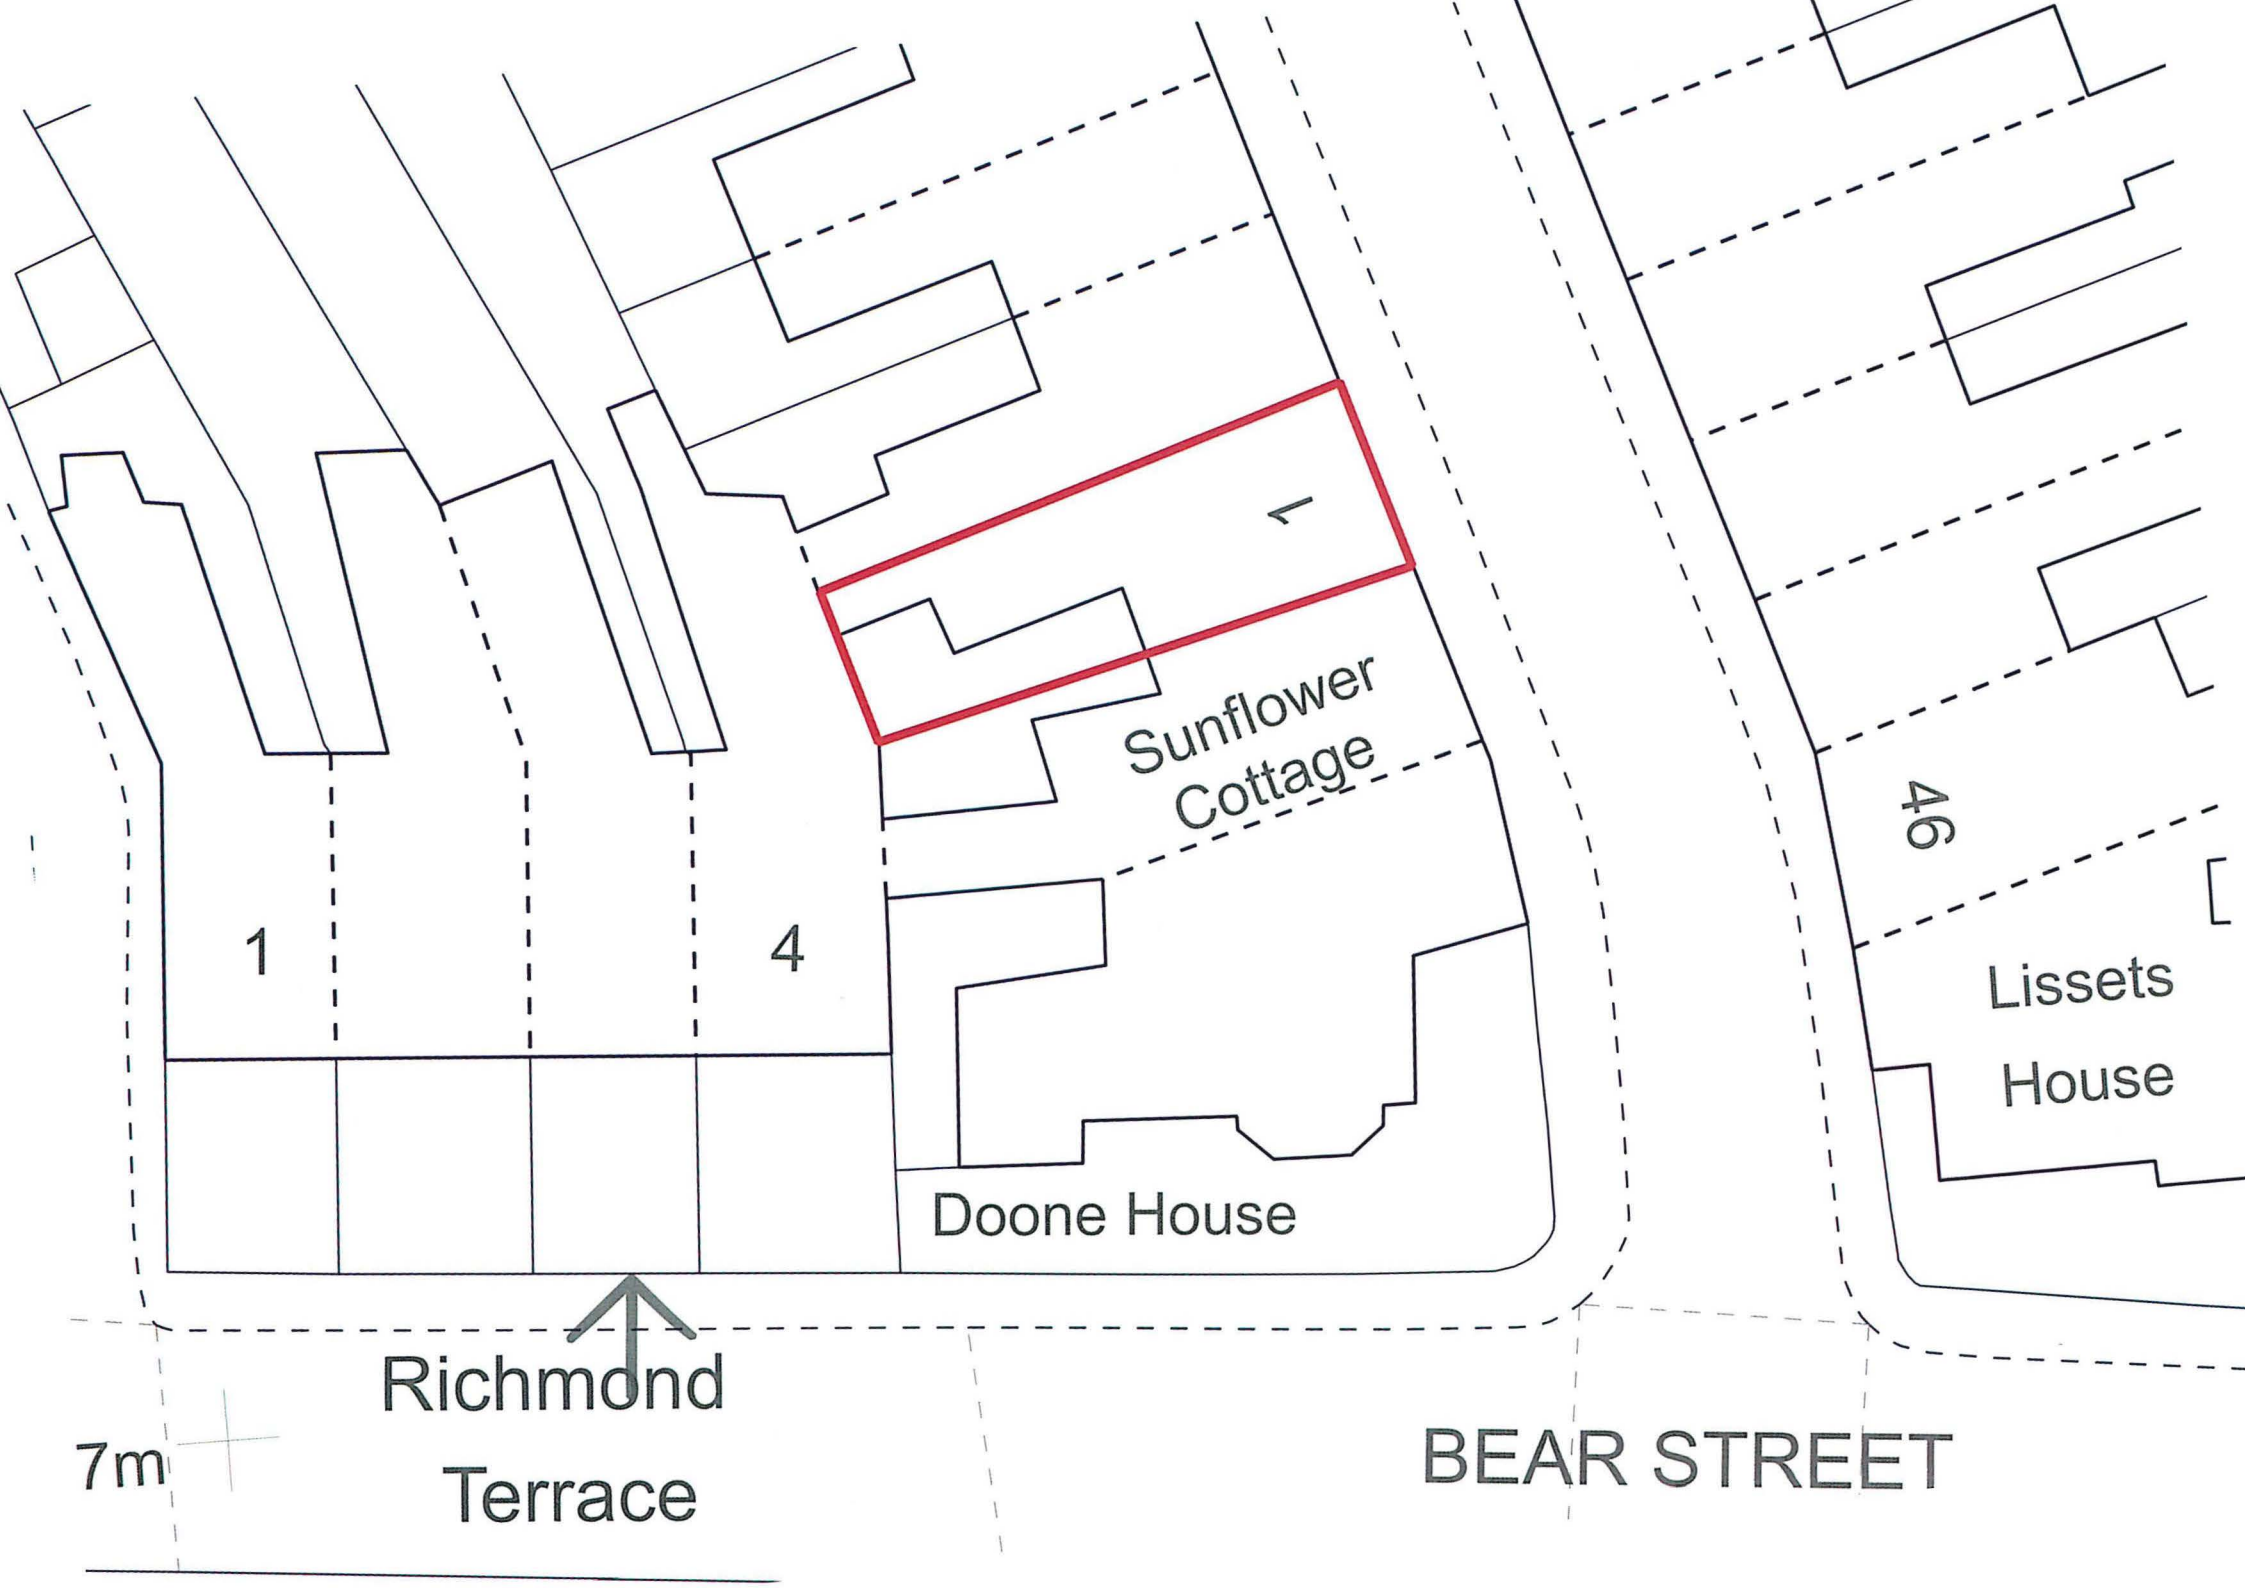 1
Sunflower
Cottage
46
1
4
Lissets
House
Doone House
Richmond
Terrace
7m
BEAR STREET